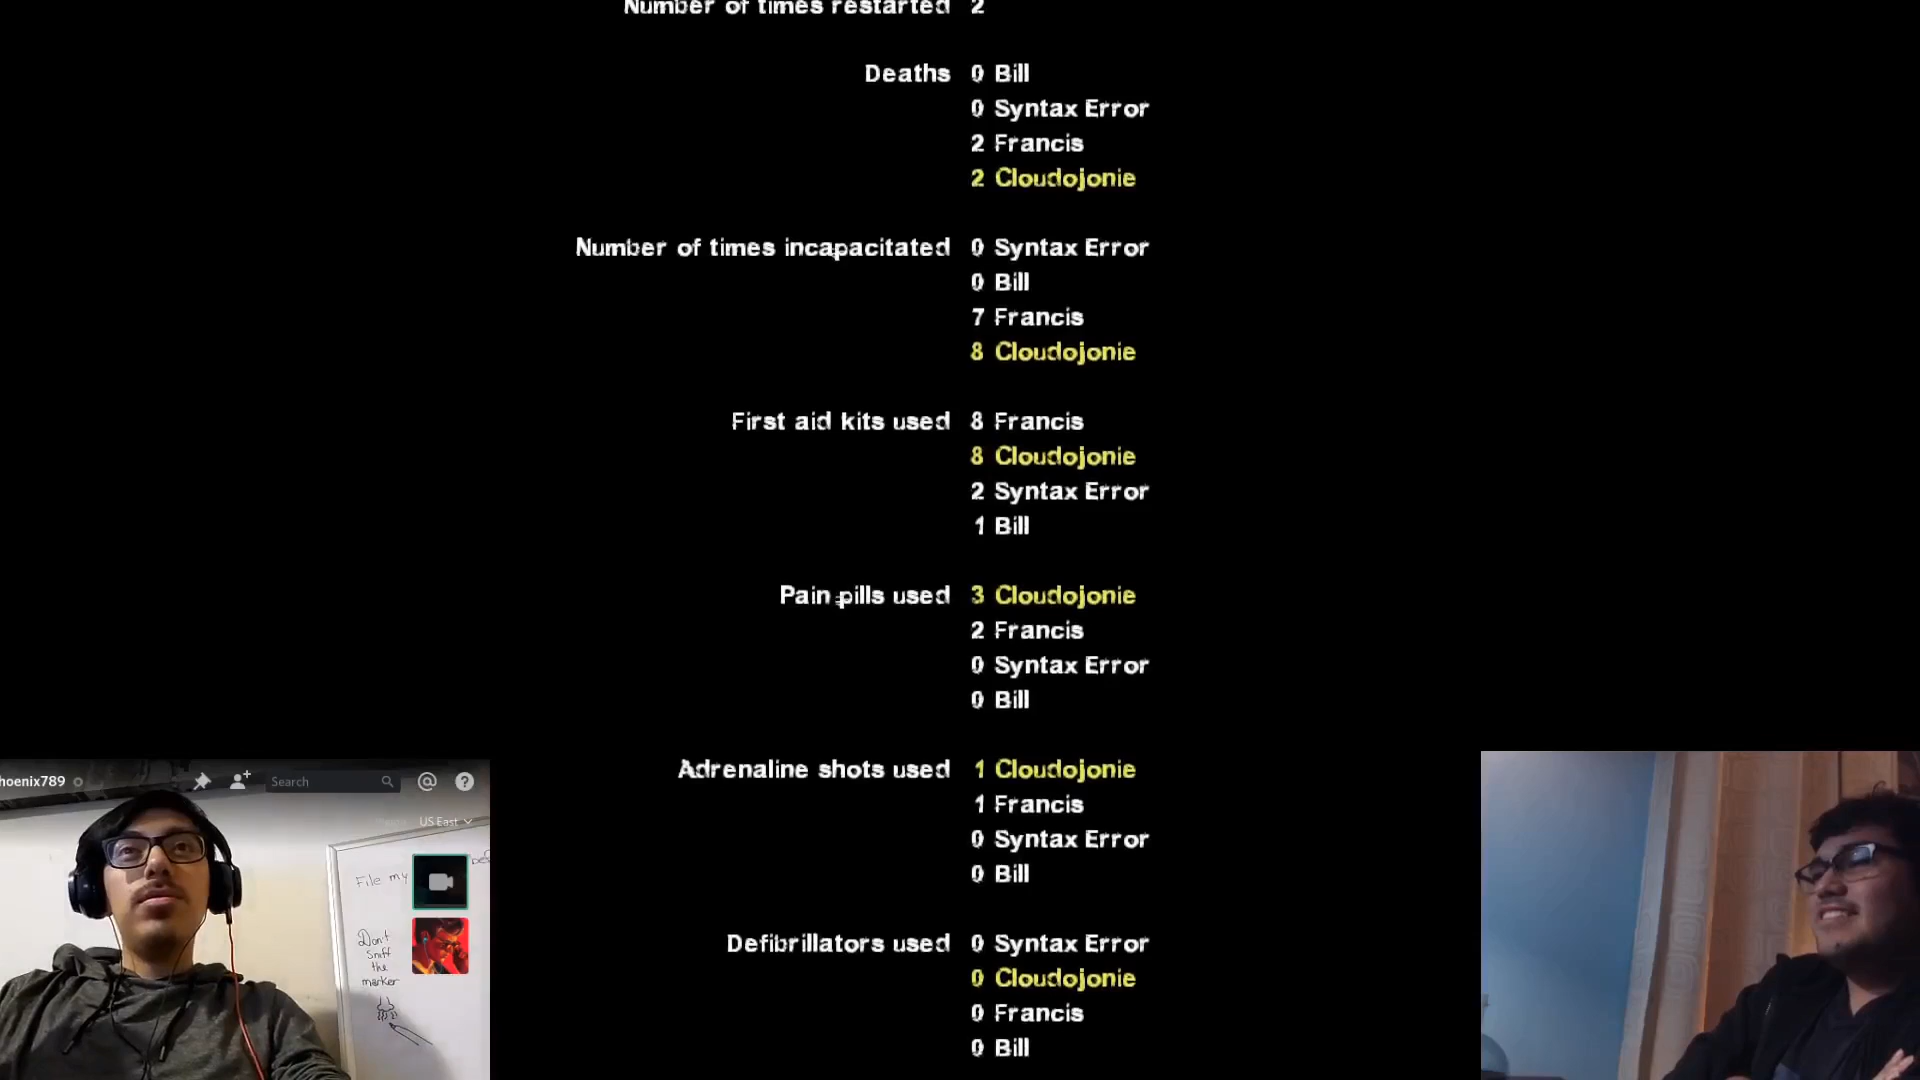 Number of times restarted 2
Deaths 0 Bill
0 Syntax Error
2 Francis
2 Cloudojonie
Number of times incapacitated 0 Syntax Error
0 Bill
7 Francis
8 Cloudojonie
First aid kits used 8 Francis
8 Cloudojonie
2 Syntax Error
1 Bill
Pain pills used 3 Cloudojonie
2 Francis
0 Syntax Error
0 Bill
Adrenaline shots used 1 Cloudojonie
1 Francis
0 Syntax Error
0 Bill
Defibrillators used 0 Syntax Error
0 Cloudojonie
0 Francis
0 Bill
hoenix789
Search
US East
File my
Don't
Sniff
the
marker